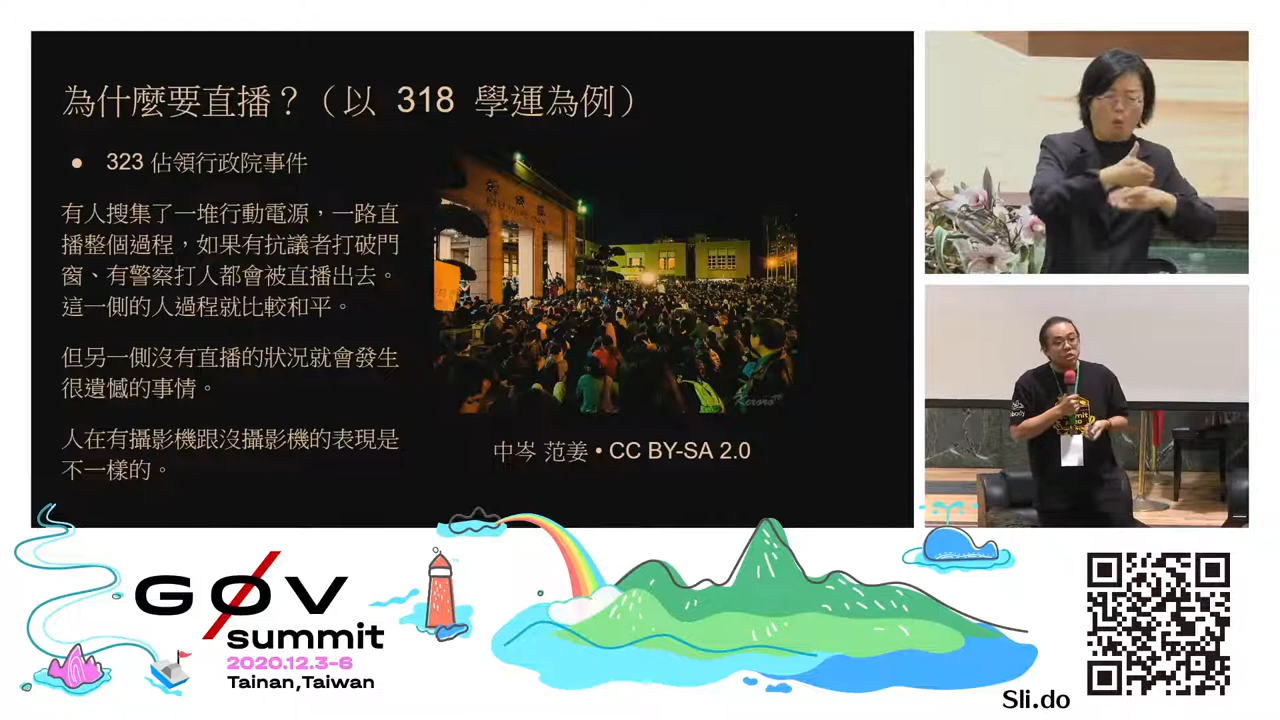 為什麼要直播？（以 318 學運為例）
● 323 佔領行政院事件
有人搜集了一堆行動電源，一路直
播整個過程，如果有抗議者打破門
窗、有警察打人都會被直播出去。
這一側的人過程就比較和平。
但另一側沒有直播的狀況就會發生
很遺憾的事情。
人在有攝影機跟沒攝影機的表現是
不一樣的。
中岑 范姜 • CC BY-SA 2.0
GØV
summit
2020.12.3-6
Tainan,Taiwan
Sli.do